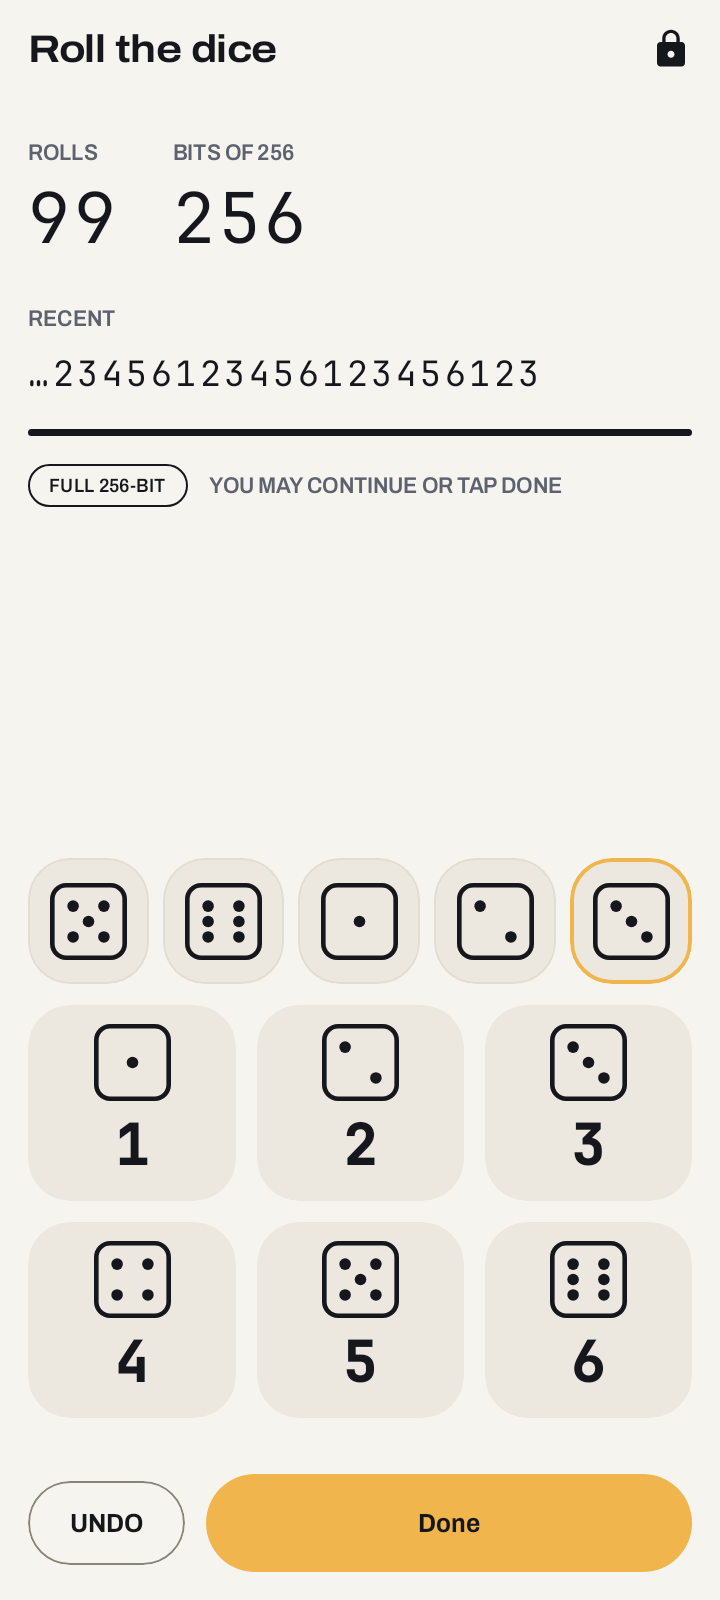 Roll the dice
ROLLS BITS OF 256
99 256
RECENT
…23456123456123456123
FULL 256-BIT YOU MAY CONTINUE OR TAP DONE
1 2 3
4 5 6
UNDO Done